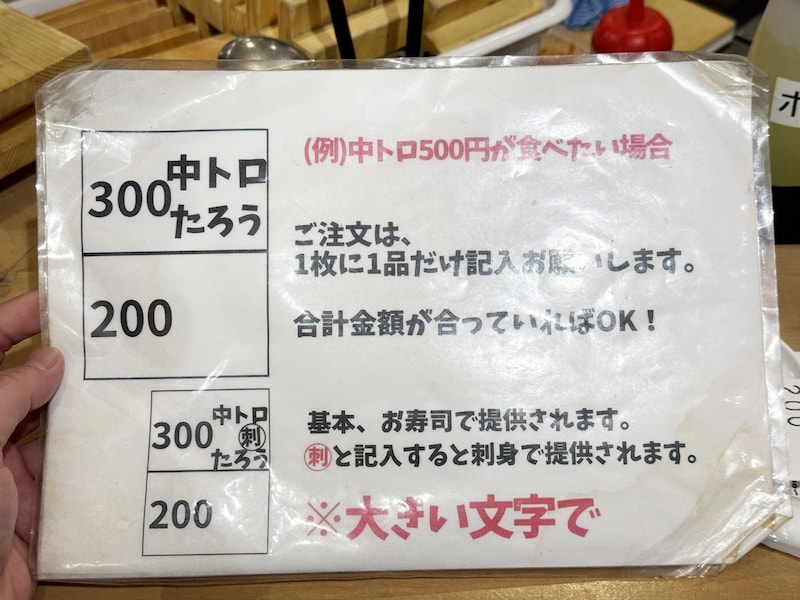 (例)中トロ500円が食べたい場合
300 中トロ
たろう
200
ご注文は、
1枚に1品だけ記入お願いします。
合計金額が合っていればOK！
300 中トロ
㊙刺
たろう
200
基本、お寿司で提供されます。
刺と記入すると刺身で提供されます。
※大きい文字で
ポ
200